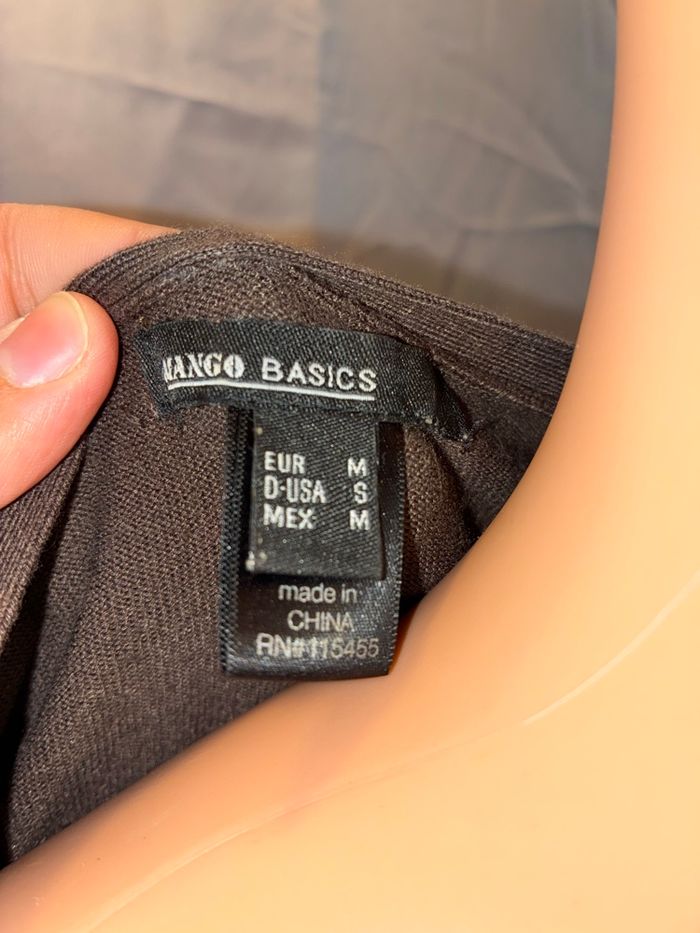 MANGO BASICS
EUR M
D-USA S
MEX M
made in
CHINA
RN#115455